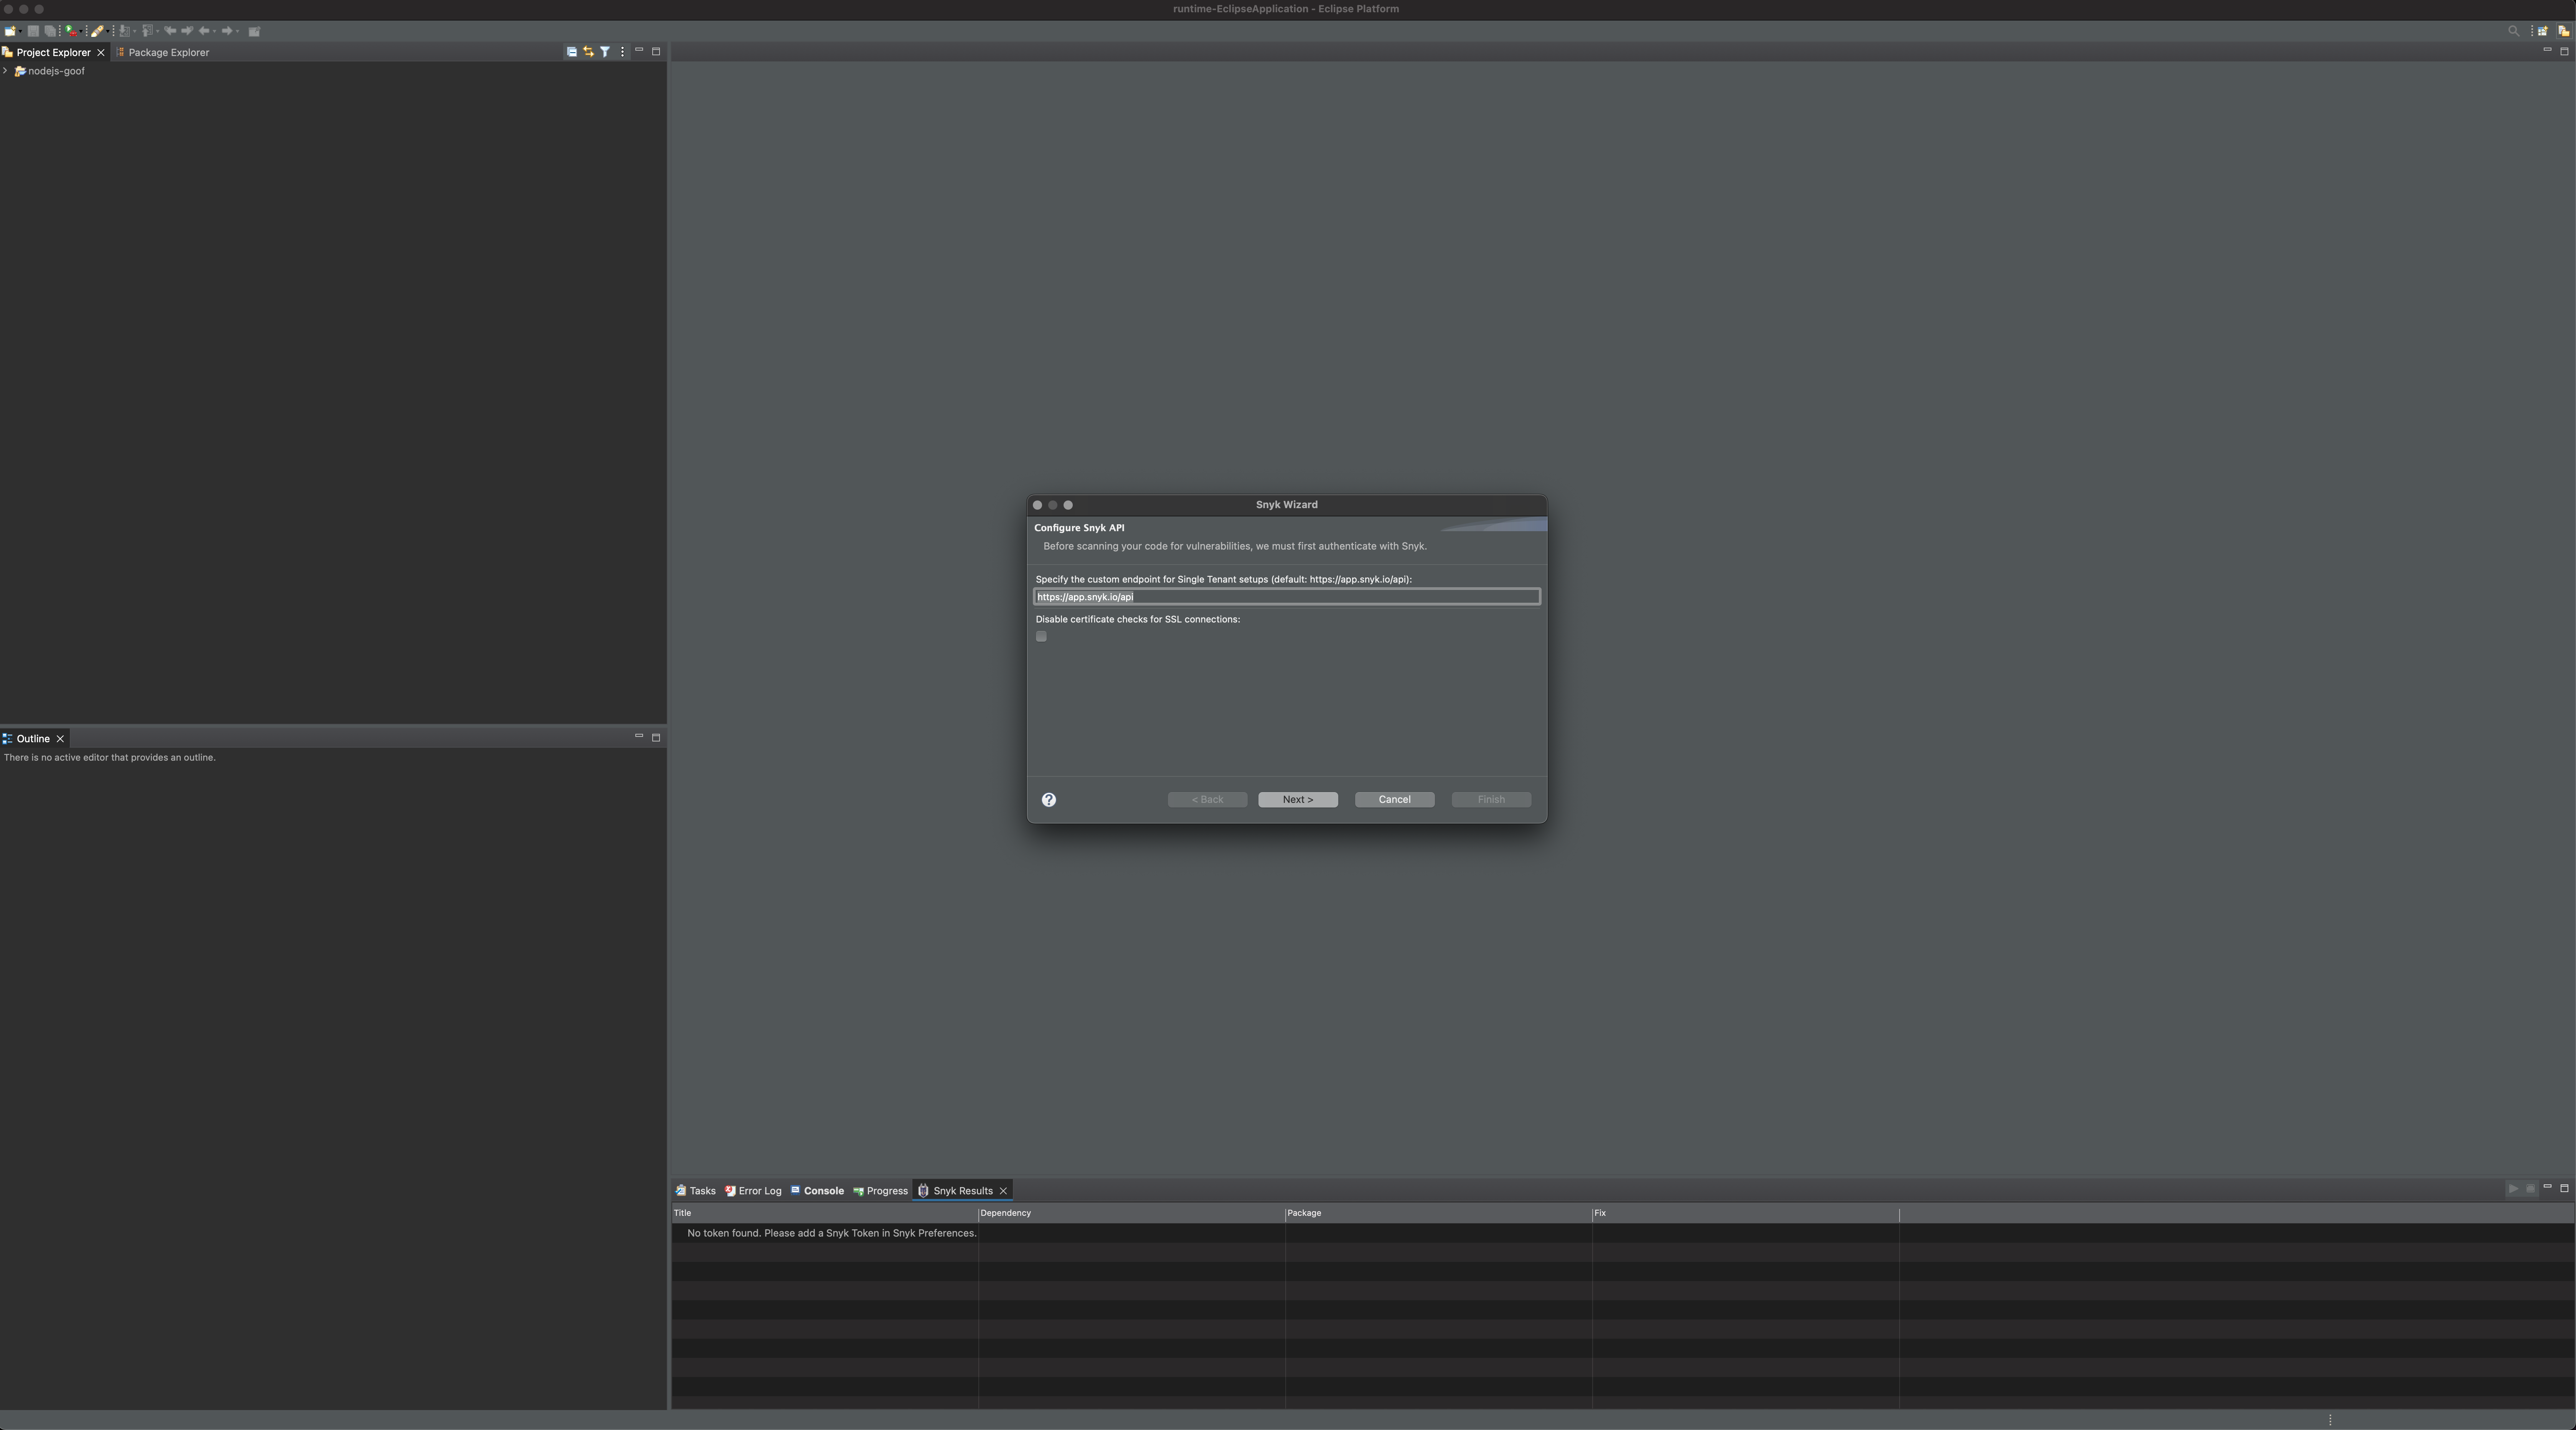 runtime-EclipseApplication - Eclipse Platform
Project Explorer
Package Explorer
nodejs-goof
Snyk Wizard
Configure Snyk API
Before scanning your code for vulnerabilities, we must first authenticate with Snyk.
Specify the custom endpoint for Single Tenant setups (default: https://app.snyk.io/api):
https://app.snyk.io/api
Disable certificate checks for SSL connections:
?
< Back
Next >
Cancel
Finish
Outline
There is no active editor that provides an outline.
Tasks
Error Log
Console
Progress
Snyk Results
Title
Dependency
Package
Fix
No token found. Please add a Snyk Token in Snyk Preferences.